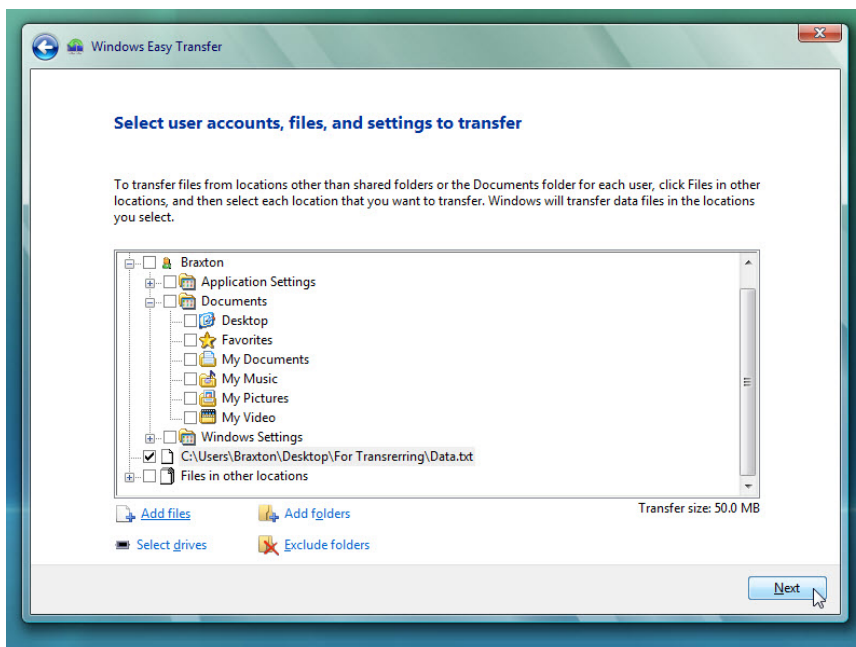 Windows Easy Transfer
Select user accounts, files, and settings to transfer
To transfer files from locations other than shared folders or the Documents folder for each user, click Files in other
locations, and then select each location that you want to transfer. Windows will transfer data files in the locations
you select.
Braxton
Application Settings
Documents
Desktop
Favorites
My Documents
My Music
My Pictures
My Video
Windows Settings
C:\Users\Braxton\Desktop\For Transrerring\Data.txt
Files in other locations
Add files Add folders Transfer size: 50.0 MB
Select drives Exclude folders
Next